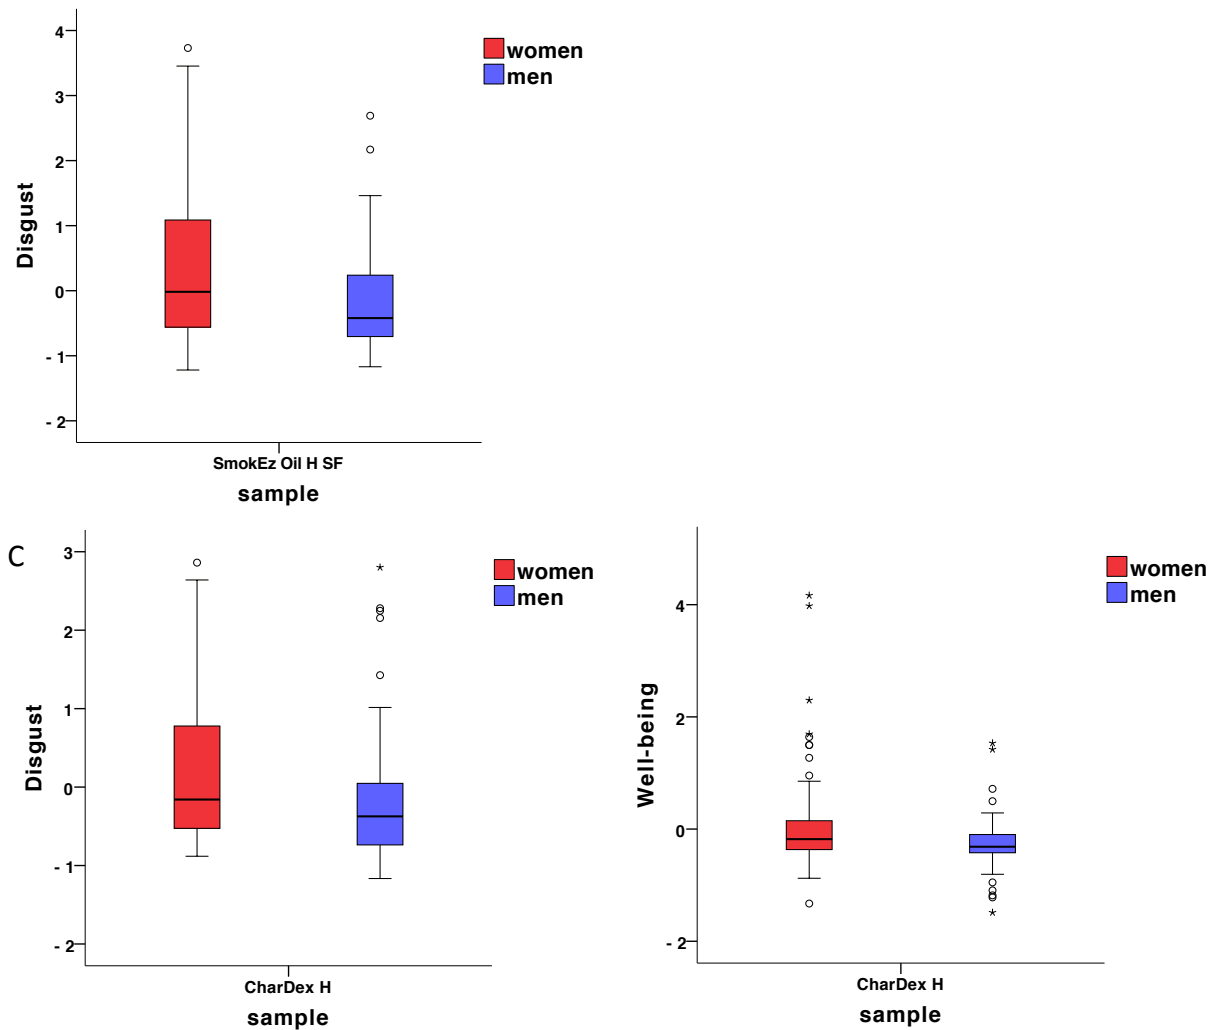 4
3
2
1
0
- 1
- 2
Disgust
women
men
SmokEz Oil H SF
sample
C
3
2
1
0
- 1
- 2
Disgust
women
men
CharDex H
sample
4
2
0
- 2
Well-being
women
men
CharDex H
sample